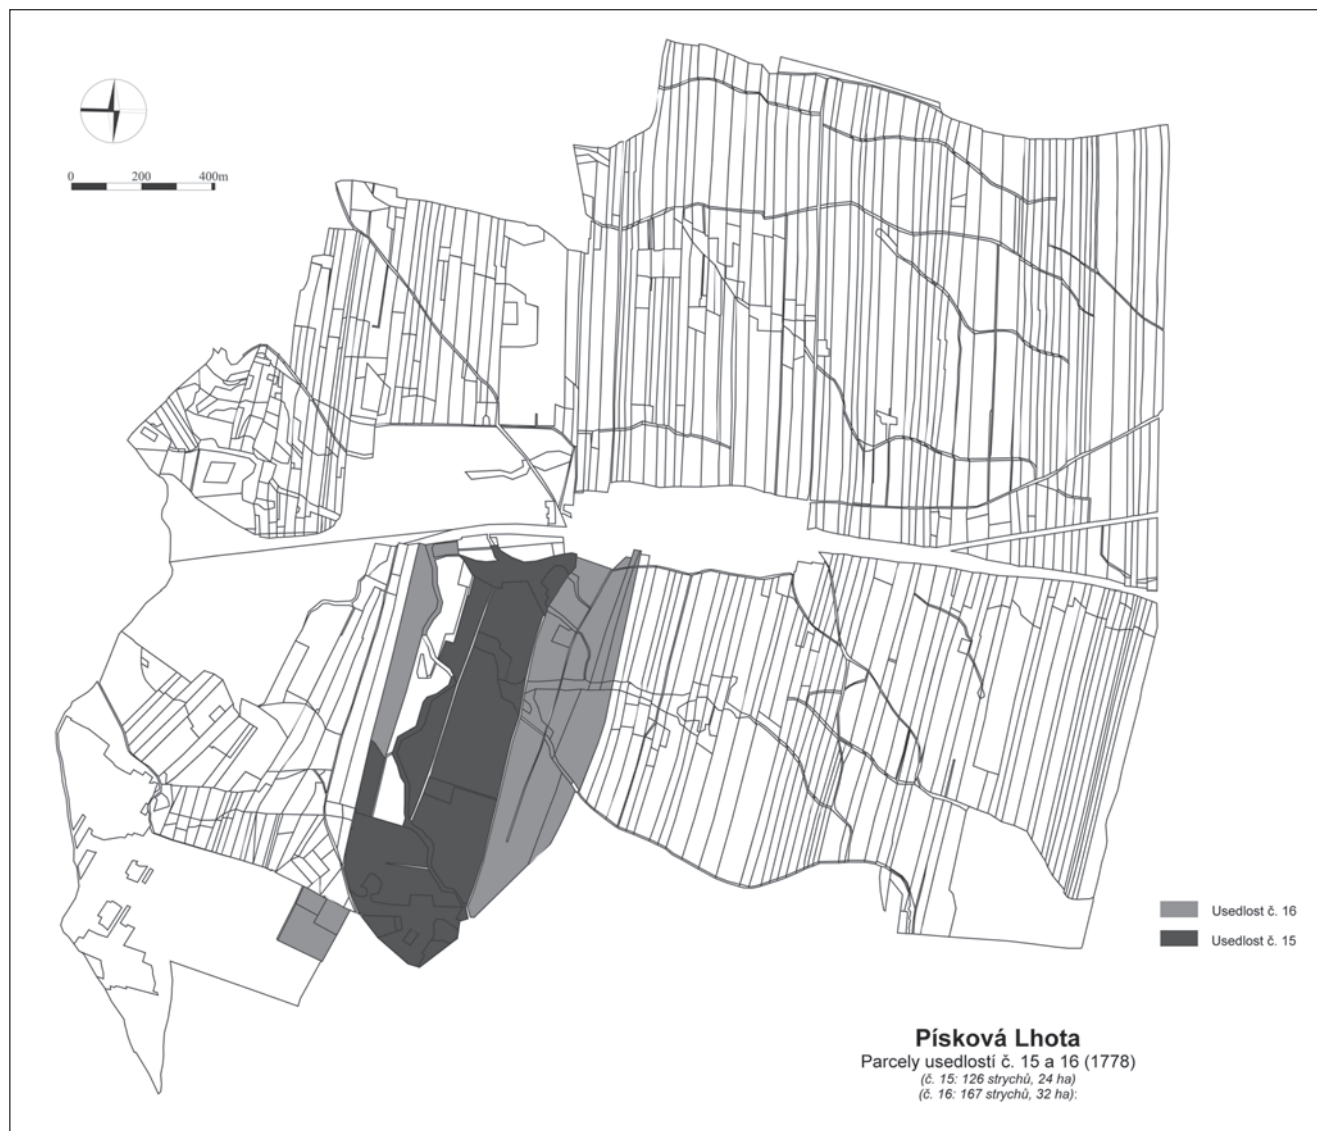 0 200 400m
Usedlost č. 16
Usedlost č. 15
Písková Lhota
Parcely usedlostí č. 15 a 16 (1778)
(č. 15: 126 strychů, 24 ha)
(č. 16: 167 strychů, 32 ha):